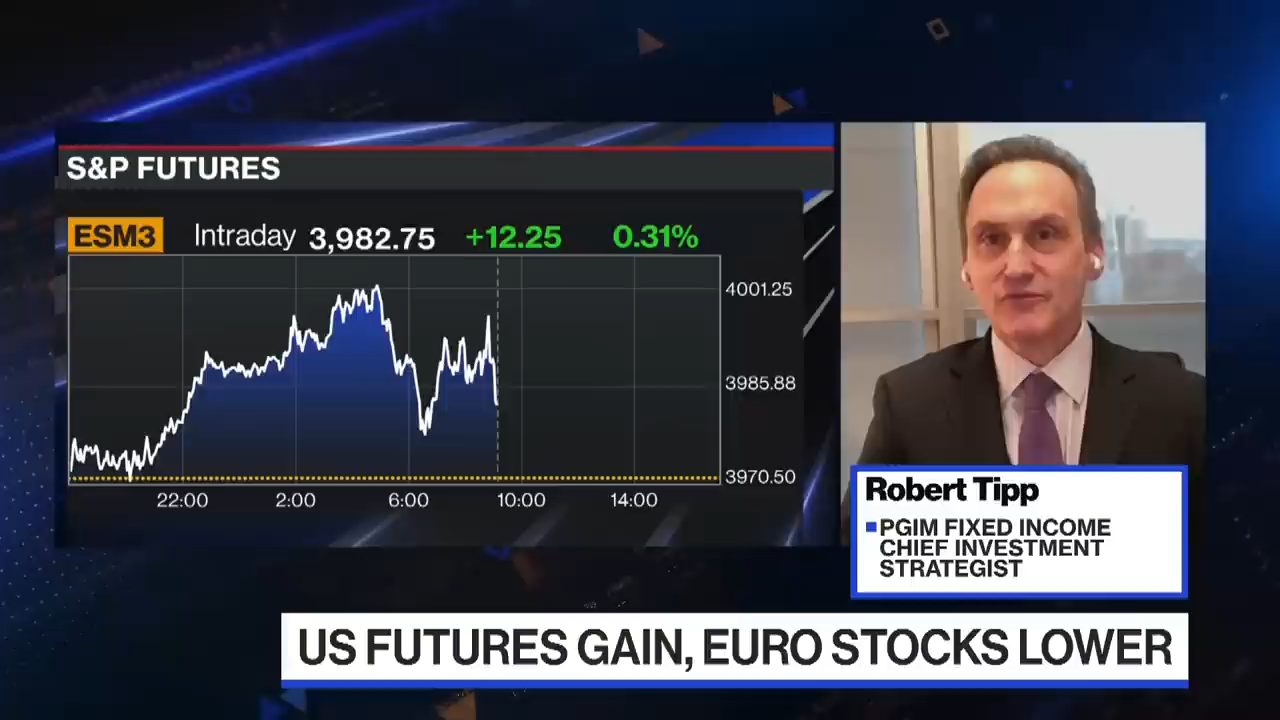 S&P FUTURES
ESM3 Intraday 3,982.75 +12.25 0.31%
4001.25
3985.88
3970.50
22:00 2:00 6:00 10:00 14:00
Robert Tipp
PGIM FIXED INCOME
CHIEF INVESTMENT
STRATEGIST
US FUTURES GAIN, EURO STOCKS LOWER